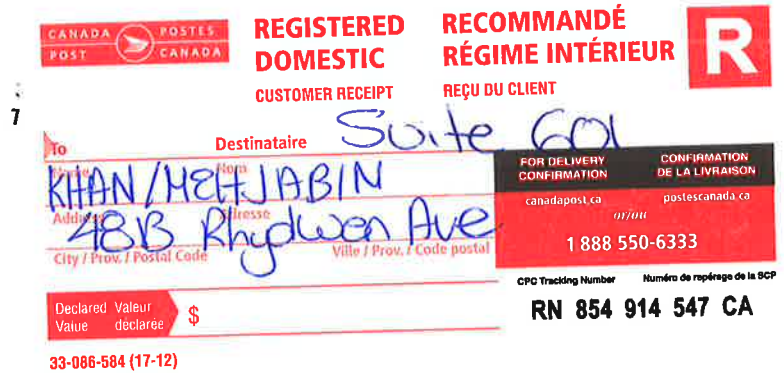 CANADA POSTES
POST CANADA
REGISTERED DOMESTIC
CUSTOMER RECEIPT
RECOMMANDÉ RÉGIME INTÉRIEUR
REÇU DU CLIENT
R
7
To Destinataire Suite 601
Name Nom
KHAN / MEHJABIN
Address Adresse
48B Rhydwen Ave
City / Prov. / Postal Code Ville / Prov. / Code postal
FOR DELIVERY CONFIRMATION
CONFIRMATION DE LA LIVRAISON
canadapost.ca postescanada.ca
or/ou
1 888 550-6333
CPC Tracking Number Numéro de repérage de la SCP
RN 854 914 547 CA
Declared Valeur
Value déclarée $
33-086-584 (17-12)